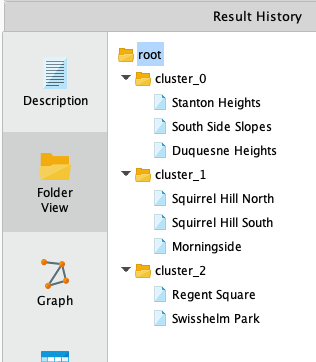 Result History
Description
Folder
View
Graph
root
cluster_0
Stanton Heights
South Side Slopes
Duquesne Heights
cluster_1
Squirrel Hill North
Squirrel Hill South
Morningside
cluster_2
Regent Square
Swisshelm Park